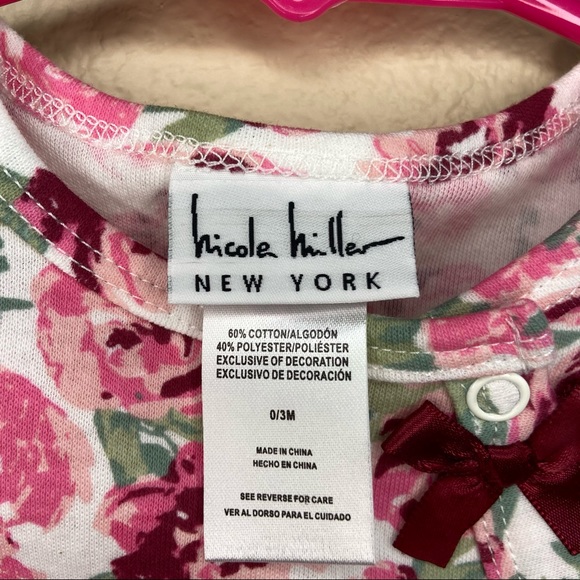 Nicole Miller
NEW YORK
60% COTTON/ALGODÓN
40% POLYESTER/POLIÉSTER
EXCLUSIVE OF DECORATION
EXCLUSIVO DE DECORACIÓN
0/3M
MADE IN CHINA
HECHO EN CHINA
SEE REVERSE FOR CARE
VER AL DORSO PARA EL CUIDADO